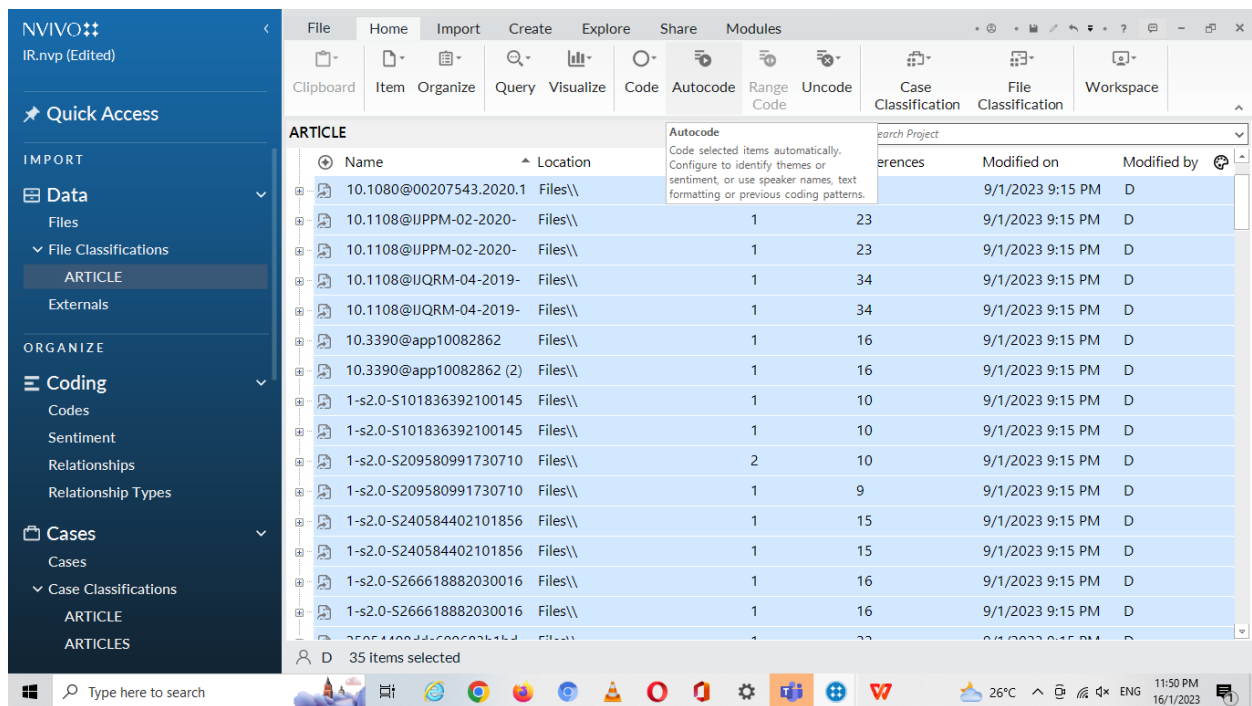 NVIVO
IR.nvp (Edited)
Quick Access
IMPORT
Data
Files
File Classifications
ARTICLE
Externals
ORGANIZE
Coding
Codes
Sentiment
Relationships
Relationship Types
Cases
Cases
Case Classifications
ARTICLE
ARTICLES
File Home Import Create Explore Share Modules
Clipboard Item Organize Query Visualize Code Autocode Range Code Uncode Case Classification File Classification Workspace
ARTICLE
Autocode
Code selected items automatically.
Configure to identify themes or
sentiment, or use speaker names, text
formatting or previous coding patterns.
earch Project
Name Location erences Modified on Modified by
10.1080@00207543.2020.1 Files\\ 9/1/2023 9:15 PM D
10.1108@IJPPM-02-2020- Files\\ 1 23 9/1/2023 9:15 PM D
10.1108@IJPPM-02-2020- Files\\ 1 23 9/1/2023 9:15 PM D
10.1108@IJQRM-04-2019- Files\\ 1 34 9/1/2023 9:15 PM D
10.1108@IJQRM-04-2019- Files\\ 1 34 9/1/2023 9:15 PM D
10.3390@app10082862 Files\\ 1 16 9/1/2023 9:15 PM D
10.3390@app10082862 (2) Files\\ 1 16 9/1/2023 9:15 PM D
1-s2.0-S101836392100145 Files\\ 1 10 9/1/2023 9:15 PM D
1-s2.0-S101836392100145 Files\\ 1 10 9/1/2023 9:15 PM D
1-s2.0-S209580991730710 Files\\ 2 10 9/1/2023 9:15 PM D
1-s2.0-S209580991730710 Files\\ 1 9 9/1/2023 9:15 PM D
1-s2.0-S240584402101856 Files\\ 1 15 9/1/2023 9:15 PM D
1-s2.0-S240584402101856 Files\\ 1 15 9/1/2023 9:15 PM D
1-s2.0-S266618882030016 Files\\ 1 16 9/1/2023 9:15 PM D
1-s2.0-S266618882030016 Files\\ 1 16 9/1/2023 9:15 PM D
D 35 items selected
Type here to search
26°C ENG
11:50 PM
16/1/2023